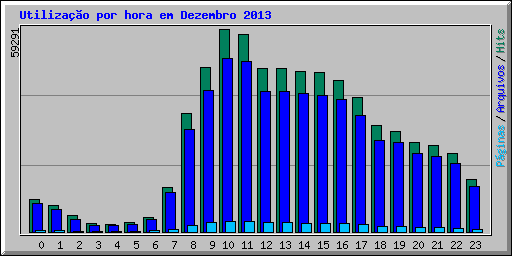 Utilização por hora em Dezembro 2013
59291
Páginas / Arquivos / Hits
0 1 2 3 4 5 6 7 8 9 10 11 12 13 14 15 16 17 18 19 20 21 22 23